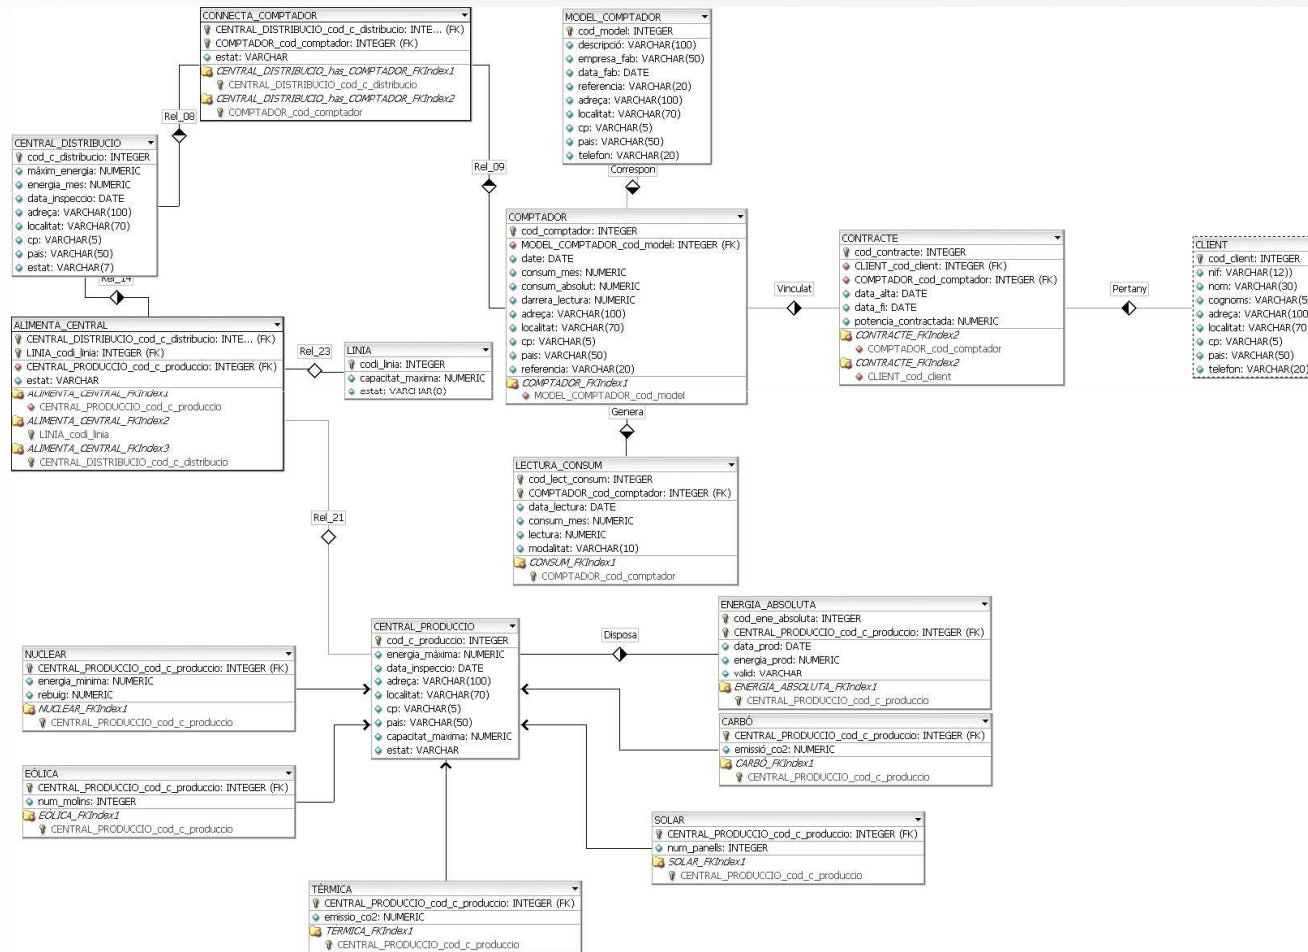 CONNECTA_COMPTADOR
CENTRAL_DISTRIBUCIO_cod_c_distribucio: INTE... (FK)
COMPTADOR_cod_comptador: INTEGER (FK)
estat: VARCHAR
CENTRAL_DISTRIBUCIO_has_COMPTADOR_FKIndex1
CENTRAL_DISTRIBUCIO_cod_c_distribucio
CENTRAL_DISTRIBUCIO_has_COMPTADOR_FKIndex2
COMPTADOR_cod_comptador
MODEL_COMPTADOR
cod_model: INTEGER
descripció: VARCHAR(100)
empresa_fab: VARCHAR(50)
data_fab: DATE
referencia: VARCHAR(20)
adreça: VARCHAR(100)
localitat: VARCHAR(70)
cp: VARCHAR(5)
pais: VARCHAR(50)
telefon: VARCHAR(20)
Rel_08
Rel_09
Correspon
CENTRAL_DISTRIBUCIO
cod_c_distribucio: INTEGER
màxim_energia: NUMERIC
energia_mes: NUMERIC
data_inspeccio: DATE
adreça: VARCHAR(100)
localitat: VARCHAR(70)
cp: VARCHAR(5)
pais: VARCHAR(50)
estat: VARCHAR(7)
Rel_14
COMPTADOR
cod_comptador: INTEGER
MODEL_COMPTADOR_cod_model: INTEGER (FK)
date: DATE
consum_mes: NUMERIC
consum_absolut: NUMERIC
darrera_lectura: NUMERIC
adreça: VARCHAR(100)
localitat: VARCHAR(70)
cp: VARCHAR(5)
pais: VARCHAR(50)
referencia: VARCHAR(20)
COMPTADOR_FKIndex1
MODEL_COMPTADOR_cod_model
Vinculat
CONTRACTE
cod_contracte: INTEGER
CLIENT_cod_client: INTEGER (FK)
COMPTADOR_cod_comptador: INTEGER (FK)
data_alta: DATE
data_fi: DATE
potencia_contractada: NUMERIC
CONTRACTE_FKIndex2
COMPTADOR_cod_comptador
CONTRACTE_FKIndex2
CLIENT_cod_client
Pertany
CLIENT
cod_client: INTEGER
nif: VARCHAR(12))
nom: VARCHAR(30)
cognoms: VARCHAR(5
adreça: VARCHAR(100
localitat: VARCHAR(70
cp: VARCHAR(5)
pais: VARCHAR(50)
telefon: VARCHAR(20)
ALIMENTA_CENTRAL
CENTRAL_DISTRIBUCIO_cod_c_distribucio: INTE... (FK)
LINIA_codi_linia: INTEGER (FK)
CENTRAL_PRODUCCIO_cod_c_produccio: INTEGER (FK)
estat: VARCHAR
ALIMENTA_CENTRAL_FKIndex1
CENTRAL_PRODUCCIO_cod_c_produccio
ALIMENTA_CENTRAL_FKIndex2
LINIA_codi_linia
ALIMENTA_CENTRAL_FKIndex3
CENTRAL_DISTRIBUCIO_cod_c_distribucio
Rel_23
LINIA
codi_linia: INTEGER
capacitat_maxima: NUMERIC
Genera
LECTURA_CONSUM
cod_lect_consum: INTEGER
COMPTADOR_cod_comptador: INTEGER (FK)
data_lectura: DATE
consum_mes: NUMERIC
lectura: NUMERIC
modalitat: VARCHAR(10)
CONSUM_FKIndex1
COMPTADOR_cod_comptador
Rel_21
CENTRAL_PRODUCCIO
cod_c_produccio: INTEGER
energia_màxima: NUMERIC
data_inspeccio: DATE
adreça: VARCHAR(100)
localitat: VARCHAR(70)
cp: VARCHAR(5)
pais: VARCHAR(50)
capacitat_maxima: NUMERIC
estat: VARCHAR
Disposa
ENERGIA_ABSOLUTA
cod_ene_absoluta: INTEGER
CENTRAL_PRODUCCIO_cod_c_produccio: INTEGER (FK)
data_prod: DATE
energia_prod: NUMERIC
valid: VARCHAR
ENERGIA_ABSOLUTA_FKIndex1
CENTRAL_PRODUCCIO_cod_c_produccio
NUCLEAR
CENTRAL_PRODUCCIO_cod_c_produccio: INTEGER (FK)
energia_minima: NUMERIC
rebuig: NUMERIC
NUCLEAR_FKIndex1
CENTRAL_PRODUCCIO_cod_c_produccio
CARBÓ
CENTRAL_PRODUCCIO_cod_c_produccio: INTEGER (FK)
emissió_co2: NUMERIC
CARBÓ_FKIndex1
CENTRAL_PRODUCCIO_cod_c_produccio
EÒLICA
CENTRAL_PRODUCCIO_cod_c_produccio: INTEGER (FK)
num_molins: INTEGER
EÒLICA_FKIndex1
CENTRAL_PRODUCCIO_cod_c_produccio
SOLAR
CENTRAL_PRODUCCIO_cod_c_produccio: INTEGER (FK)
num_panells: INTEGER
SOLAR_FKIndex1
CENTRAL_PRODUCCIO_cod_c_produccio
TÈRMICA
CENTRAL_PRODUCCIO_cod_c_produccio: INTEGER (FK)
emissio_co2: NUMERIC
TÈRMICA_FKIndex1
CENTRAL_PRODUCCIO_cod_c_produccio